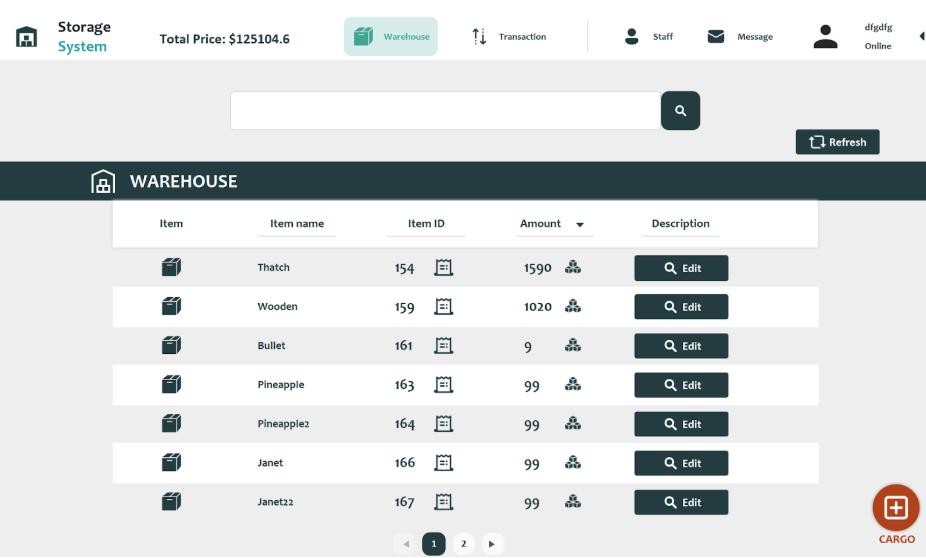 Storage
System
Total Price: $125104.6
Warehouse
Transaction
Staff
Message
dfgdfg
Online
Refresh
WAREHOUSE
Item Item name Item ID Amount Description
Thatch 154 1590 Edit
Wooden 159 1020 Edit
Bullet 161 9 Edit
Pineapple 163 99 Edit
Pineapple2 164 99 Edit
Janet 166 99 Edit
Janet22 167 99 Edit
1 2
CARGO